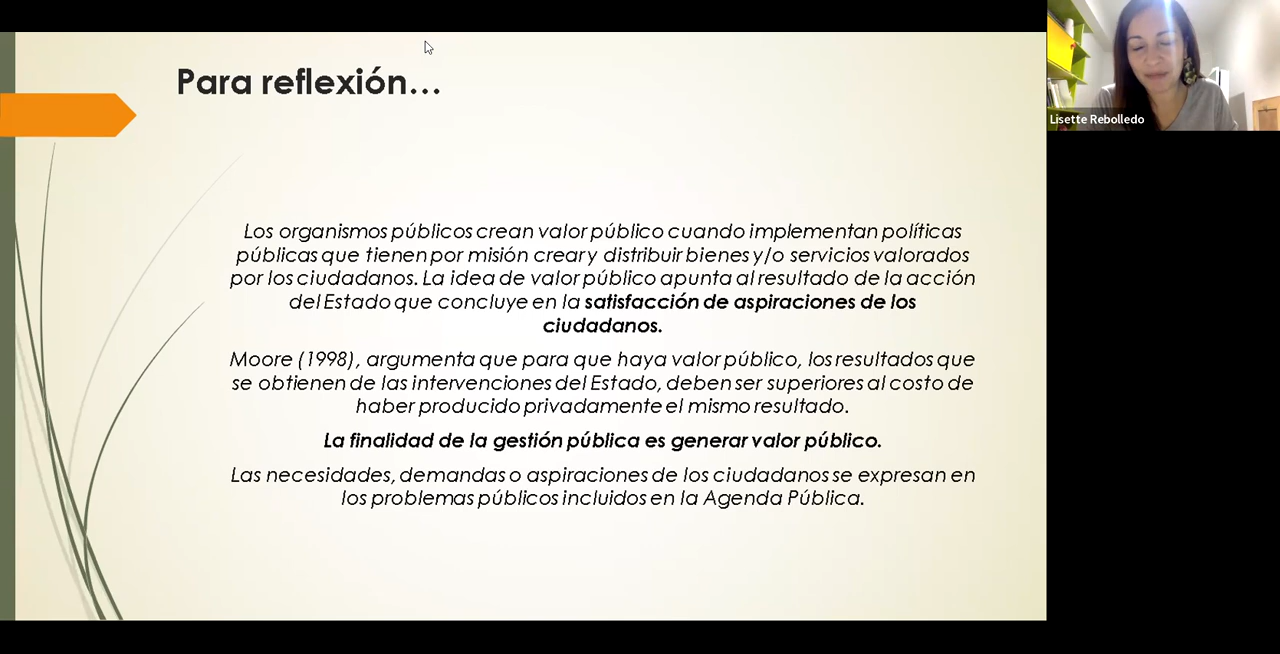 Para reflexión...
Lisette Rebolledo
Los organismos públicos crean valor público cuando implementan políticas
públicas que tienen por misión crear y distribuir bienes y/o servicios valorados
por los ciudadanos. La idea de valor público apunta al resultado de la acción
del Estado que concluye en la satisfacción de aspiraciones de los
ciudadanos.
Moore (1998), argumenta que para que haya valor público, los resultados que
se obtienen de las intervenciones del Estado, deben ser superiores al costo de
haber producido privadamente el mismo resultado.
La finalidad de la gestión pública es generar valor público.
Las necesidades, demandas o aspiraciones de los ciudadanos se expresan en
los problemas públicos incluidos en la Agenda Pública.